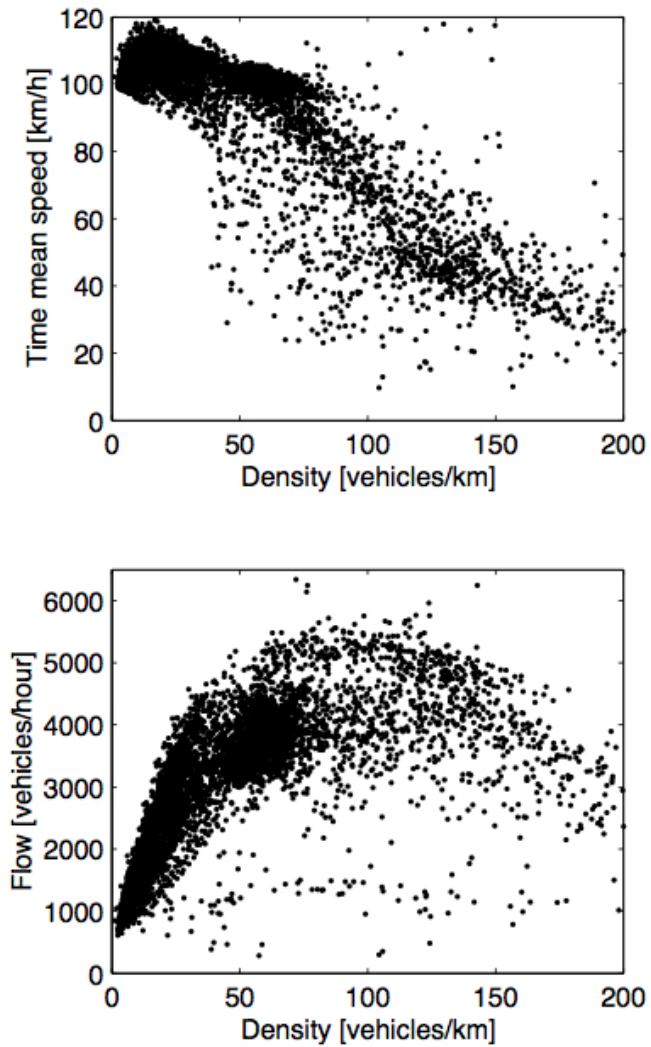 120
100
80
60
40
20
0
Time mean speed [km/h]
0 50 100 150 200
Density [vehicles/km]
6000
5000
4000
3000
2000
1000
0
Flow [vehicles/hour]
0 50 100 150 200
Density [vehicles/km]